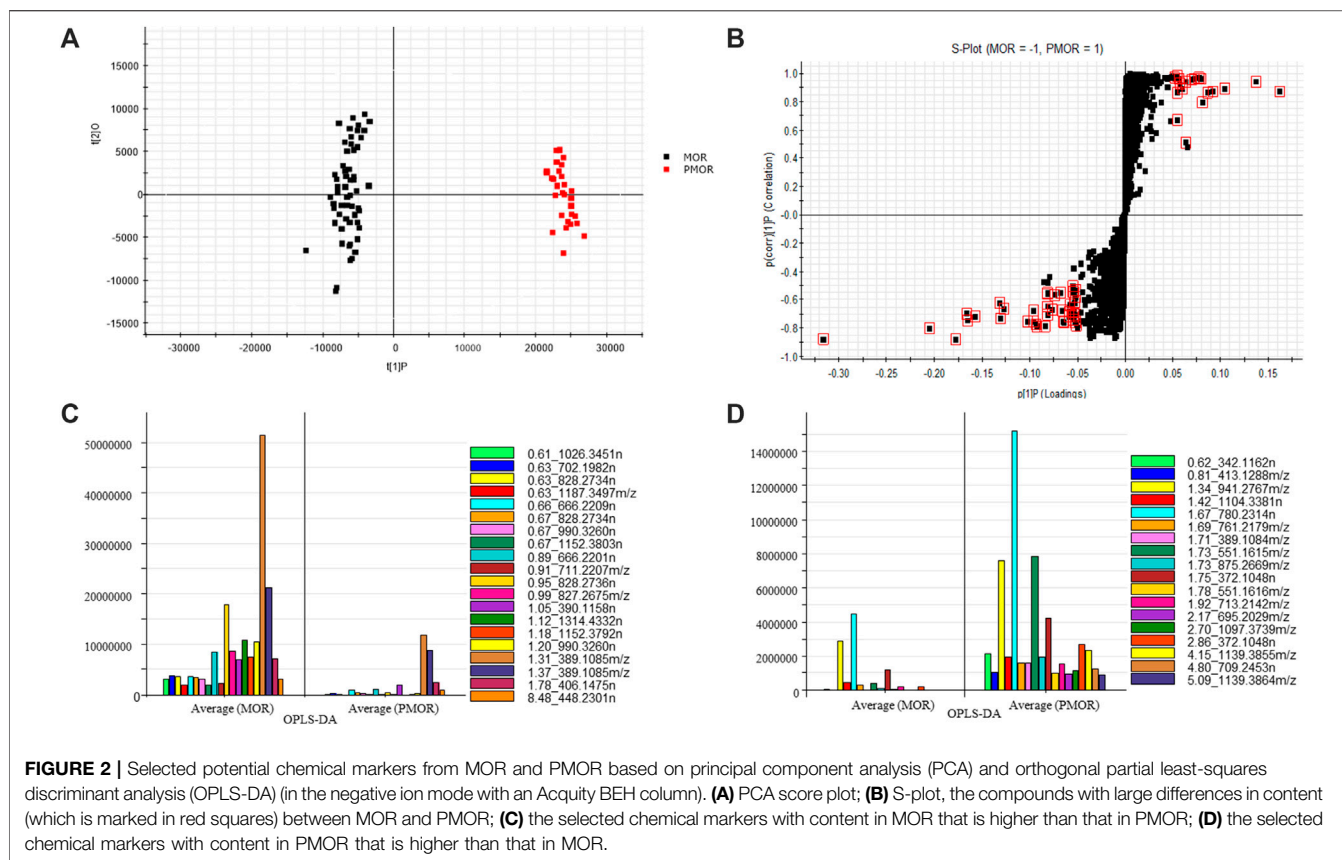 A
15000
10000
5000
0
-5000
-10000
-15000
t[2]O
-30000 -20000 -10000 0 10000 20000 30000
t[1]P
MOR
PMOR
B
S-Plot (MOR = -1, PMOR = 1)
1.0
0.8
0.6
0.4
0.2
-0.0
-0.2
-0.4
-0.6
-0.8
-1.0
p(corr)[1]P (Correlation)
-0.30 -0.25 -0.20 -0.15 -0.10 -0.05 0.00 0.05 0.10 0.15
p[1]P (Loadings)
C
50000000
40000000
30000000
20000000
10000000
0
Average (MOR) Average (PMOR)
OPLS-DA
0.61_1026.3451n
0.63_702.1982n
0.63_828.2734n
0.63_1187.3497m/z
0.66_666.2209n
0.67_828.2734n
0.67_990.3260n
0.67_1152.3803n
0.89_666.2201n
0.91_711.2207m/z
0.95_828.2736n
0.99_827.2675m/z
1.05_390.1158n
1.12_1314.4332n
1.18_1152.3792n
1.20_990.3260n
1.31_389.1085m/z
1.37_389.1085m/z
1.78_406.1475n
8.48_448.2301n
D
14000000
12000000
10000000
8000000
6000000
4000000
2000000
0
Average (MOR) Average (PMOR)
OPLS-DA
0.62_342.1162n
0.81_413.1288m/z
1.34_941.2767m/z
1.42_1104.3381n
1.67_780.2314n
1.69_761.2179m/z
1.71_389.1084m/z
1.73_551.1615m/z
1.73_875.2669m/z
1.75_372.1048n
1.78_551.1616m/z
1.92_713.2142m/z
2.17_695.2029m/z
2.70_1097.3739m/z
2.86_372.1048n
4.15_1139.3855m/z
4.80_709.2453n
5.09_1139.3864m/z
FIGURE 2 | Selected potential chemical markers from MOR and PMOR based on principal component analysis (PCA) and orthogonal partial least-squares
discriminant analysis (OPLS-DA) (in the negative ion mode with an Acquity BEH column). (A) PCA score plot; (B) S-plot, the compounds with large differences in content
(which is marked in red squares) between MOR and PMOR; (C) the selected chemical markers with content in MOR that is higher than that in PMOR; (D) the selected
chemical markers with content in PMOR that is higher than that in MOR.